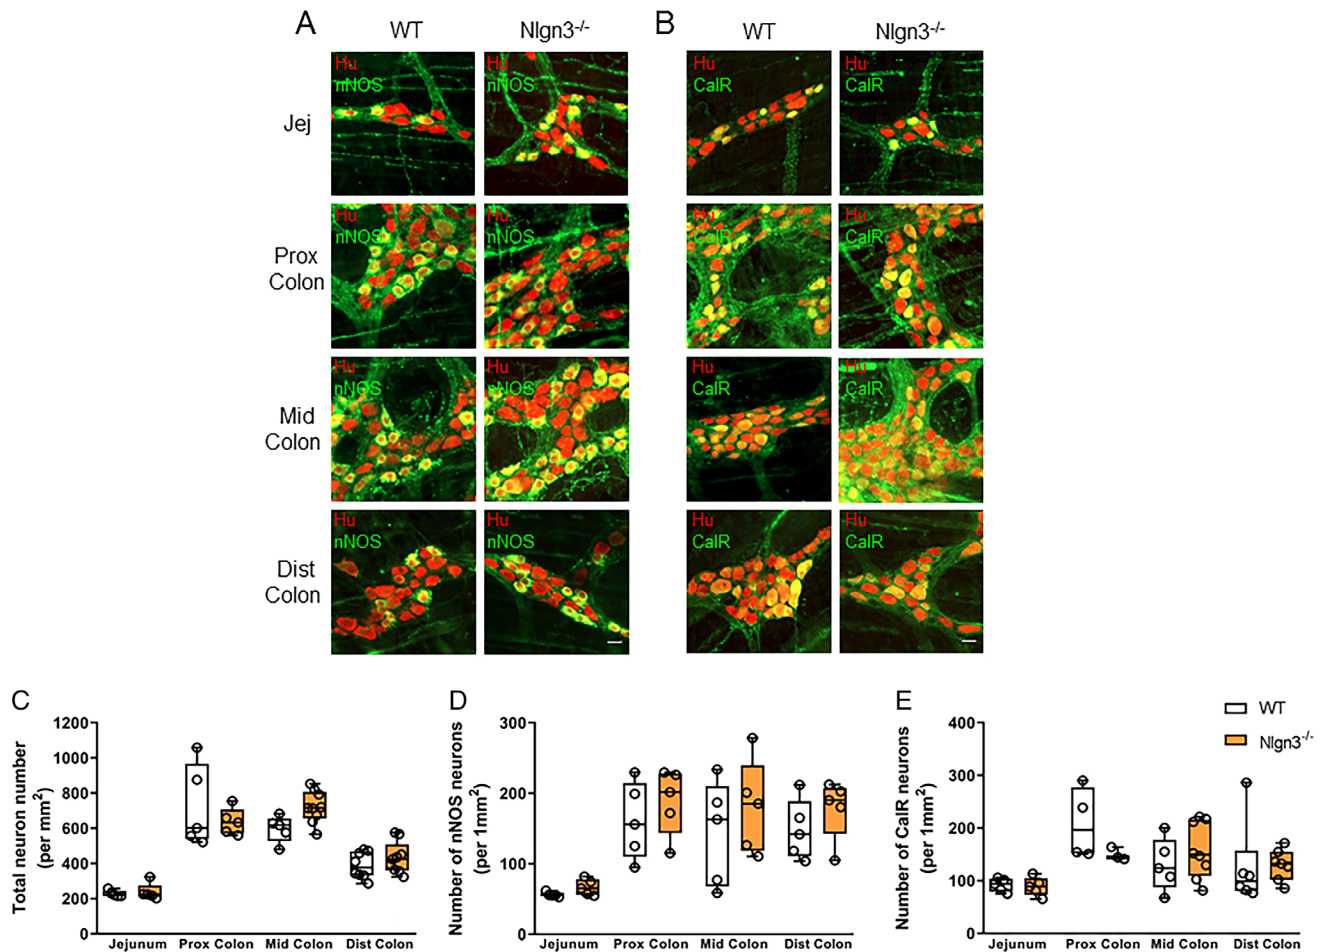 A
WT
Nlgn3-/-
B
WT
Nlgn3-/-
Jej
Hu
nNOS
Hu
nNOS
Hu
CalR
Hu
CalR
Prox
Colon
Hu
nNOS
Hu
nNOS
Hu
CalR
Hu
CalR
Mid
Colon
Hu
nNOS
Hu
nNOS
Hu
CalR
Hu
CalR
Dist
Colon
Hu
nNOS
Hu
nNOS
Hu
CalR
Hu
CalR
C
Total neuron number
(per mm2)
1200
1000
800
600
400
200
0
Jejunum Prox Colon Mid Colon Dist Colon
D
Number of nNOS neurons
(per 1mm2)
300
200
100
0
Jejunum Prox Colon Mid Colon Dist Colon
E
Number of CalR neurons
(per 1mm2)
400
300
200
100
0
Jejunum Prox Colon Mid Colon Dist Colon
WT
Nlgn3-/-